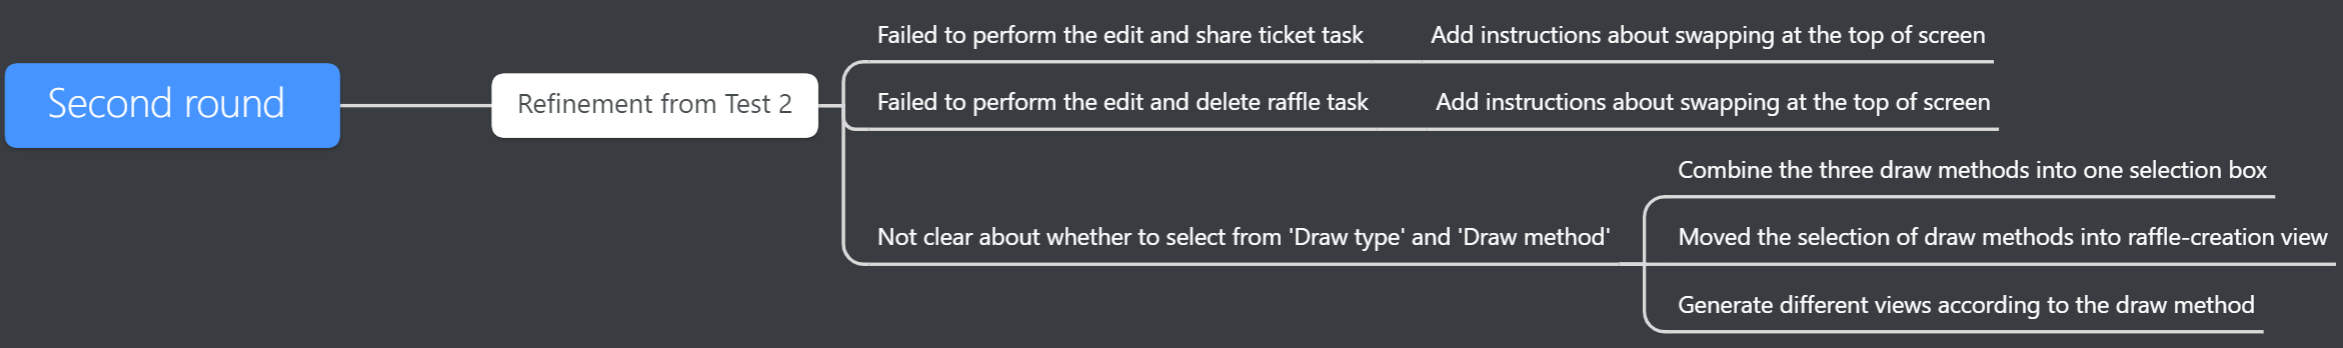 Second round
Refinement from Test 2
Failed to perform the edit and share ticket task
Add instructions about swapping at the top of screen
Failed to perform the edit and delete raffle task
Add instructions about swapping at the top of screen
Not clear about whether to select from 'Draw type' and 'Draw method'
Combine the three draw methods into one selection box
Moved the selection of draw methods into raffle-creation view
Generate different views according to the draw method